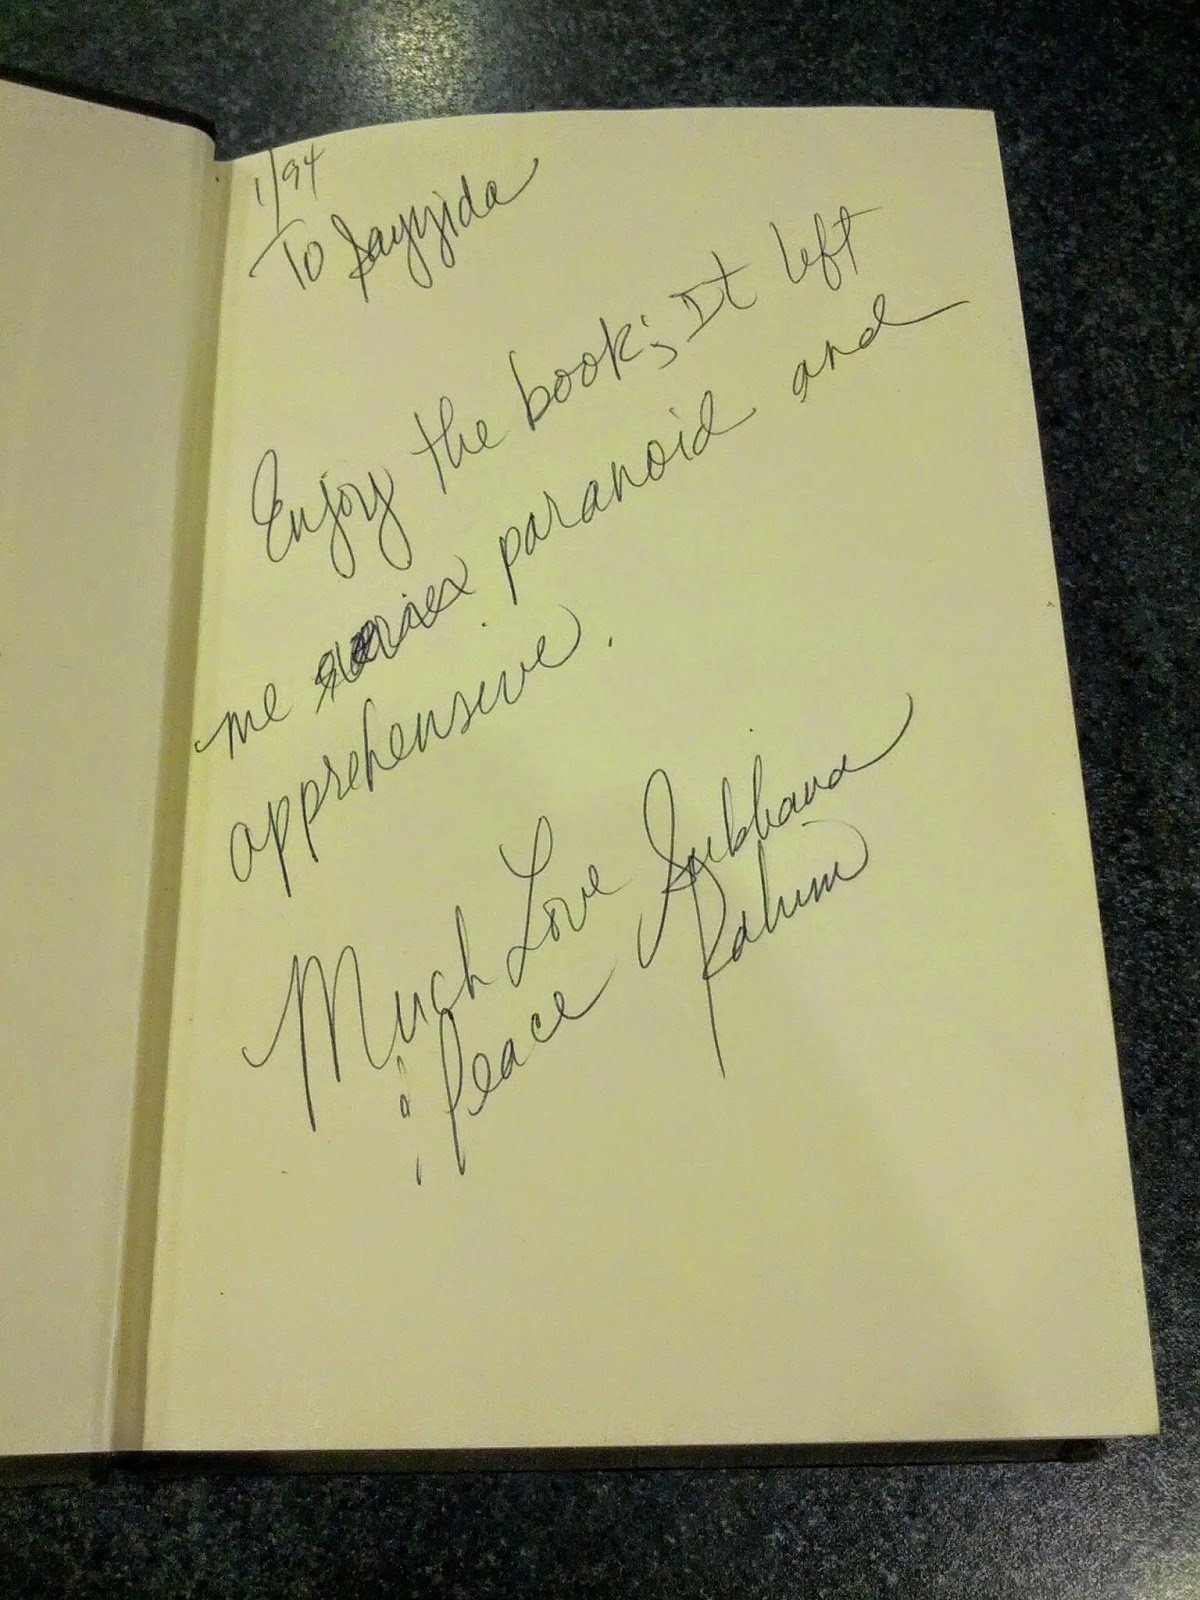 1/94
To Sayyida
Enjoy the book; It left
me paranoid and
apprehensive.
Much Love Subhana
& Peace Rahim